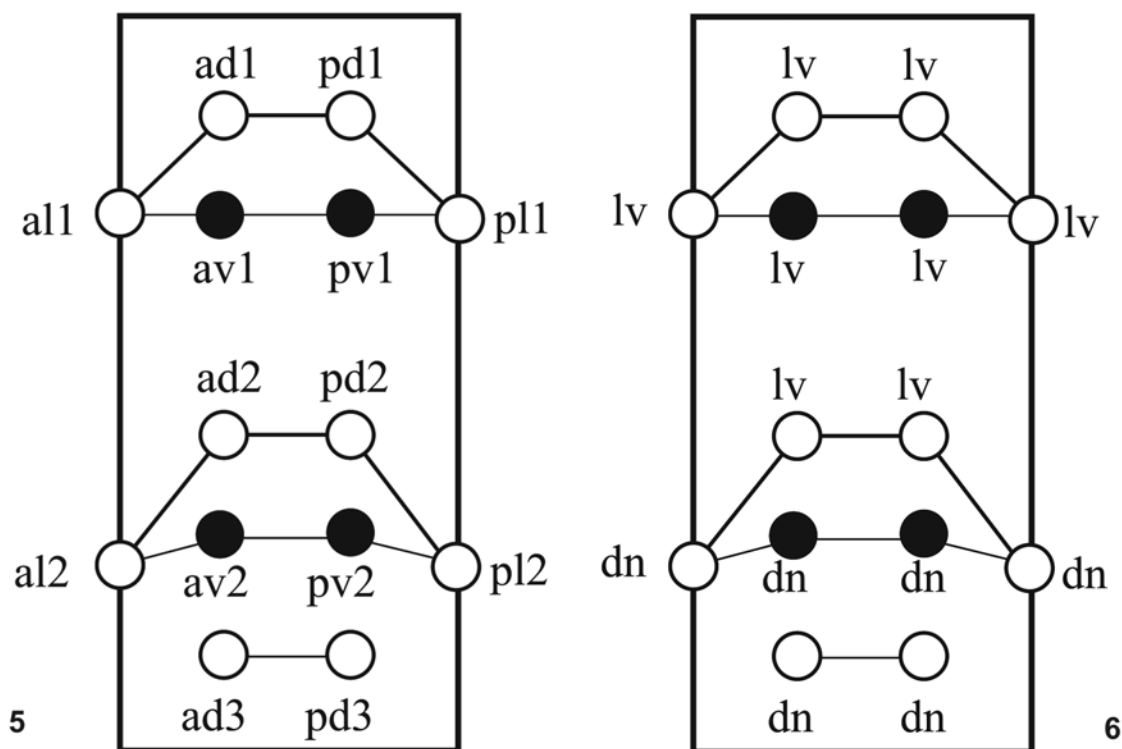 ad1 pd1
al1 pl1
av1 pv1
ad2 pd2
al2 pl2
av2 pv2
ad3 pd3
5
lv lv
lv lv
lv lv
lv lv
dn dn
dn dn
dn dn
6